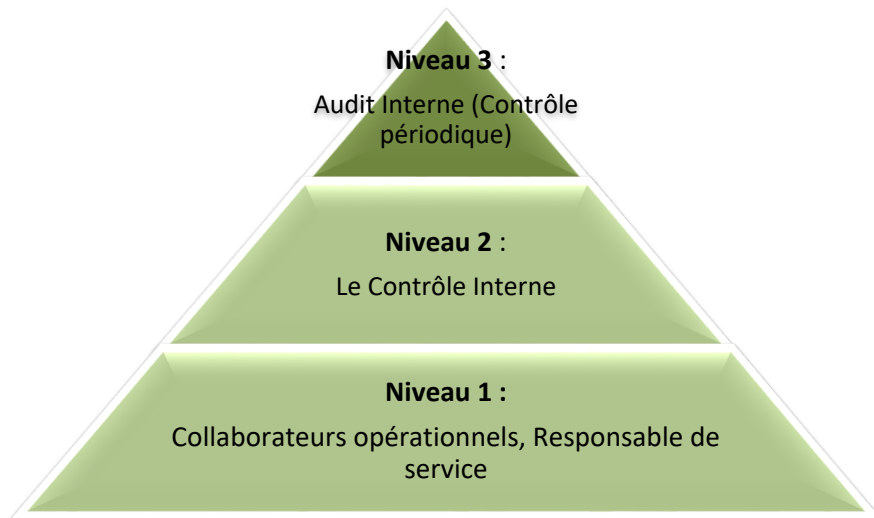 Niveau 3 :
Audit Interne (Contrôle
périodique)
Niveau 2 :
Le Contrôle Interne
Niveau 1 :
Collaborateurs opérationnels, Responsable de
service